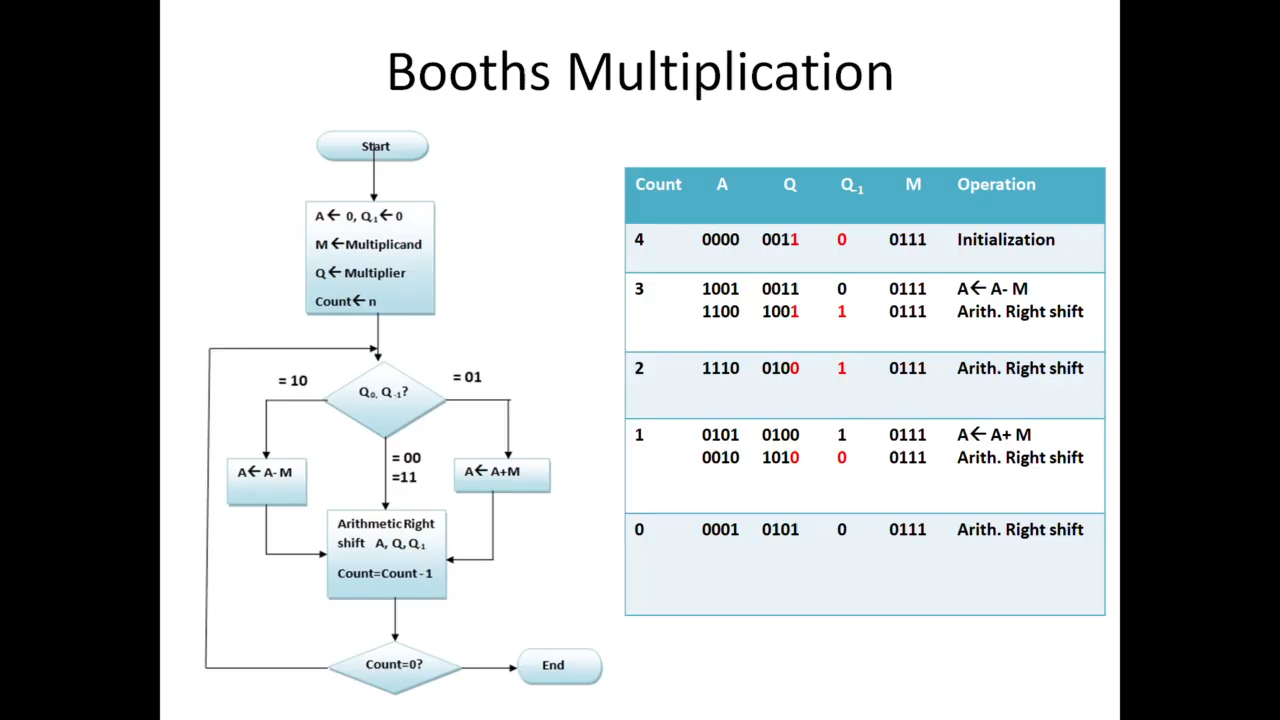 Booths Multiplication
Start
A ← 0, Q-1 ← 0
M ← Multiplicand
Q ← Multiplier
Count ← n
Q0, Q-1?
= 10
= 01
= 00
=11
A ← A- M
A ← A+M
Arithmetic Right
shift A, Q, Q-1
Count=Count - 1
Count=0?
End
Count A Q Q-1 M Operation
4 0000 0011 0 0111 Initialization
3 1001 0011 0 0111 A ← A- M
1100 1001 1 0111 Arith. Right shift
2 1110 0100 1 0111 Arith. Right shift
1 0101 0100 1 0111 A ← A+ M
0010 1010 0 0111 Arith. Right shift
0 0001 0101 0 0111 Arith. Right shift